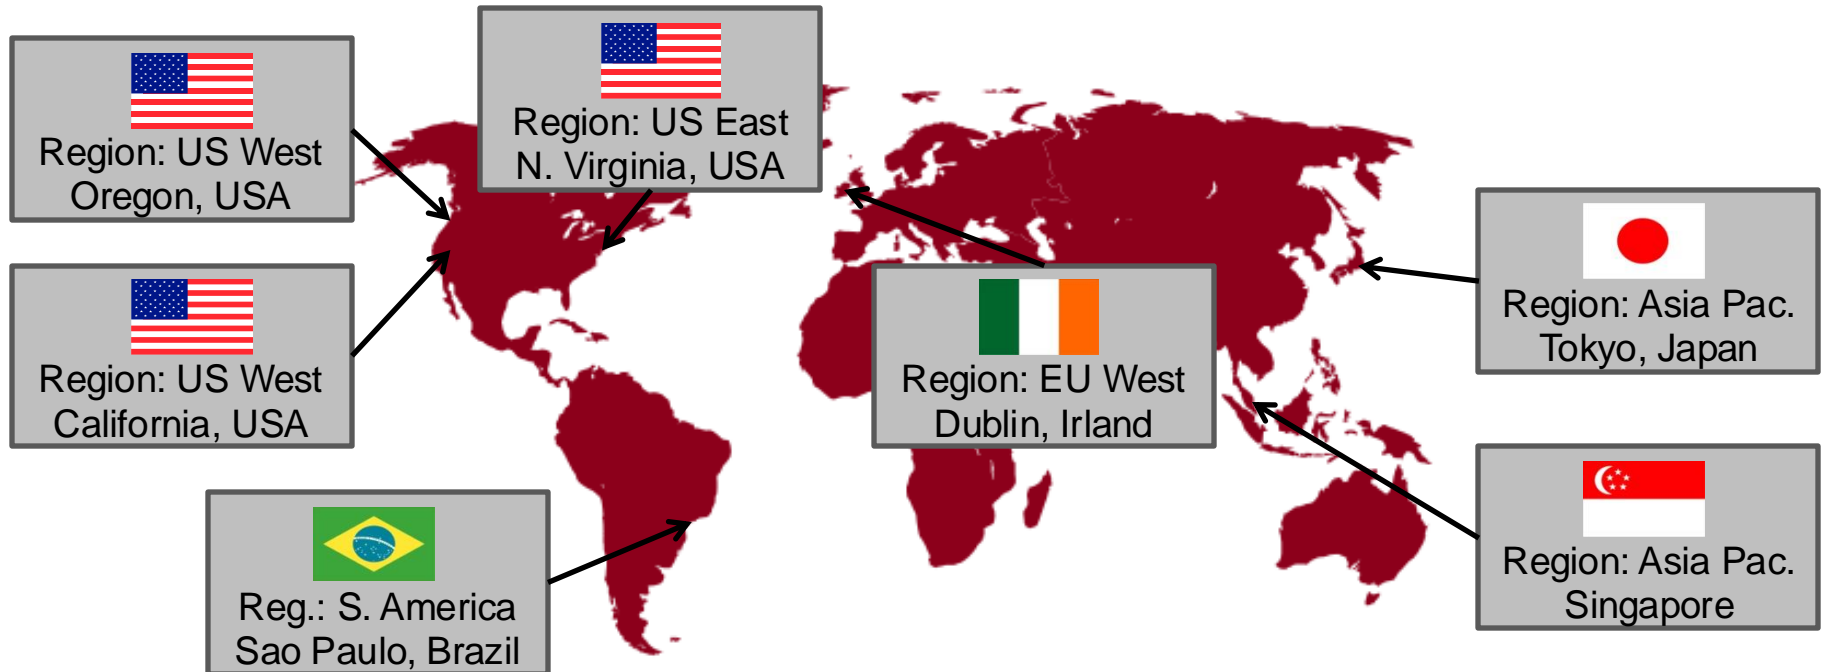 Region: US West
Oregon, USA
Region: US East
N. Virginia, USA
Region: US West
California, USA
Region: EU West
Dublin, Irland
Region: Asia Pac.
Tokyo, Japan
Reg.: S. America
Sao Paulo, Brazil
Region: Asia Pac.
Singapore